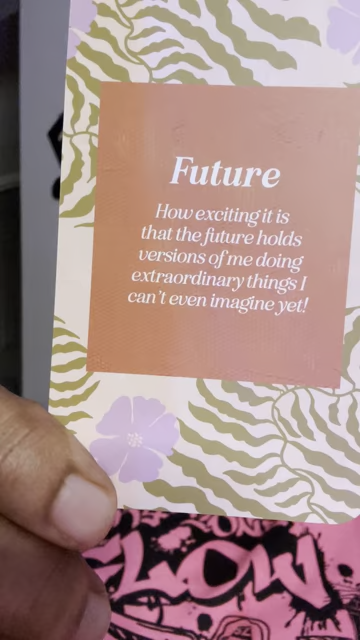 Future
How exciting it is
that the future holds
versions of me doing
extraordinary things I
can't even imagine yet!